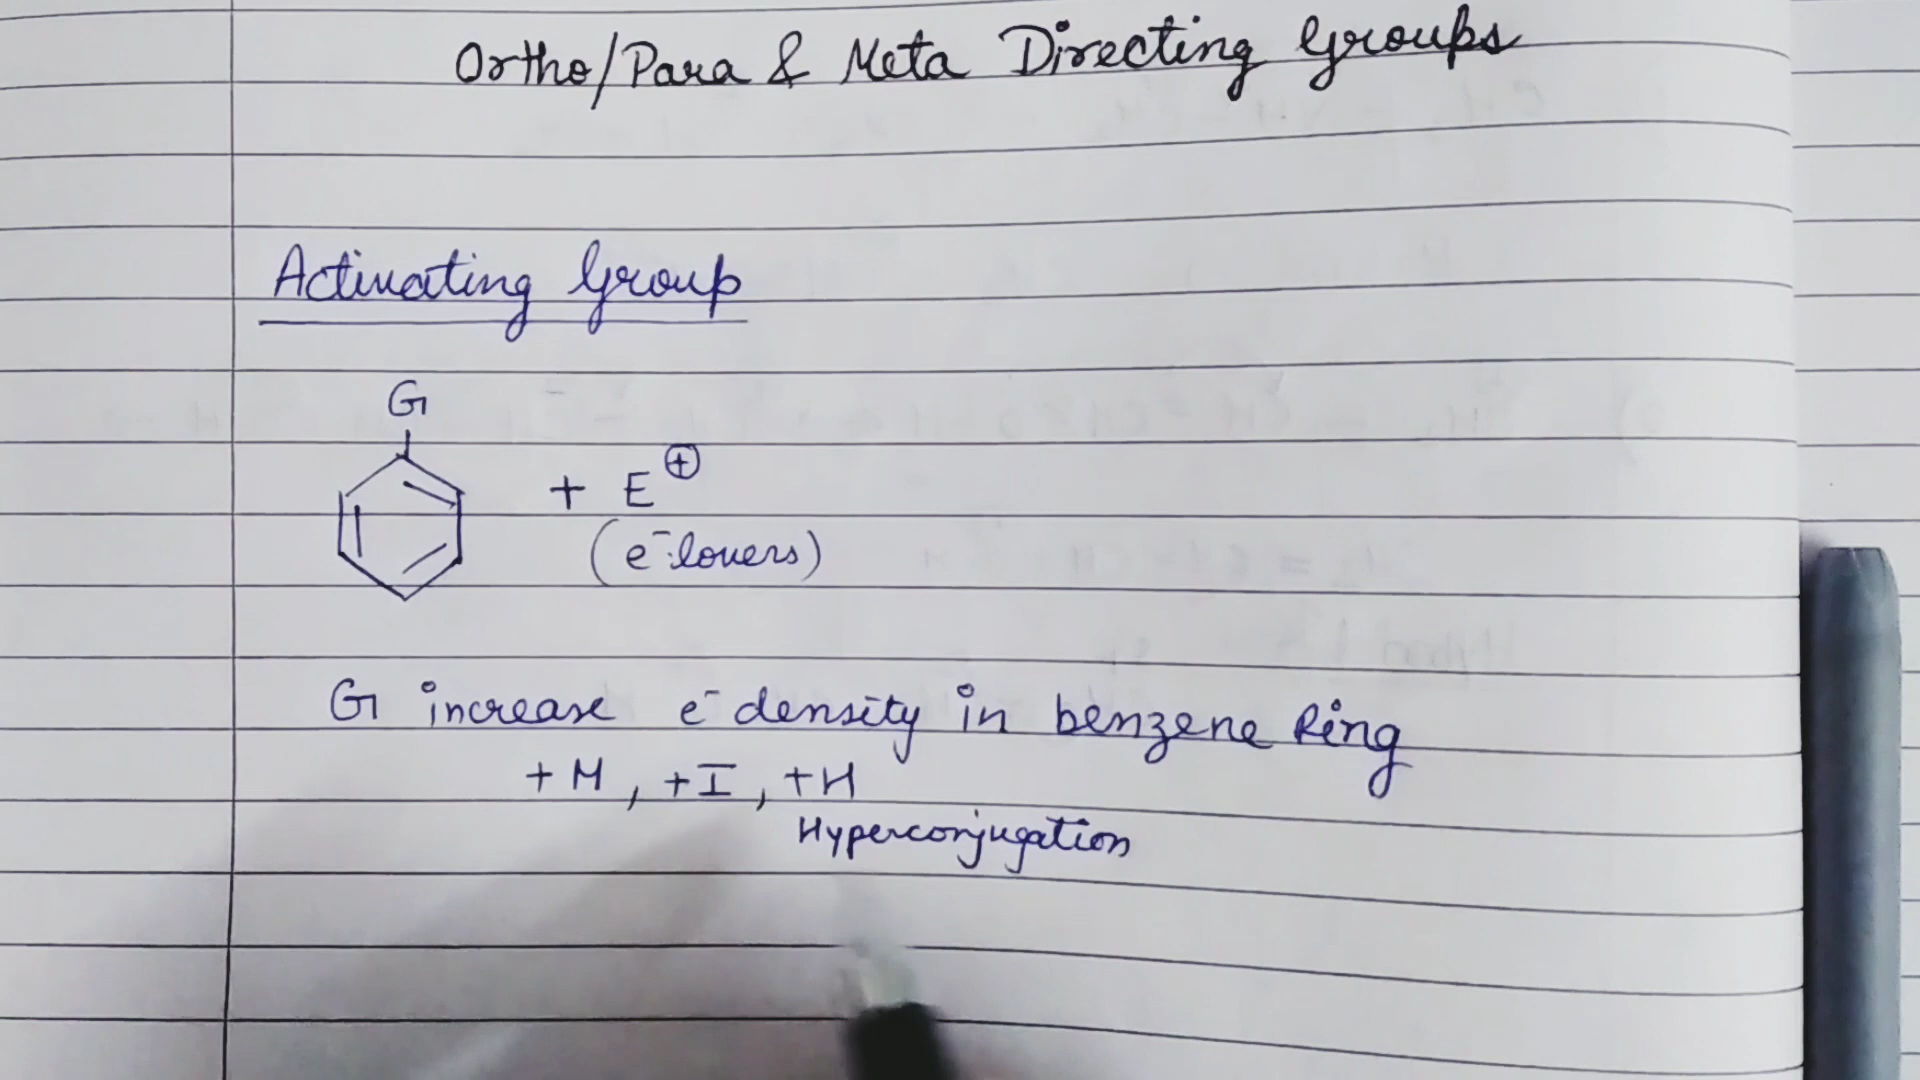 Ortho/Para & Meta Directing Groups
Activating Group
G
+ E⊕
(e⁻ lovers)
G increase e⁻ density in benzene Ring
+M, +I, +H
Hyperconjugation